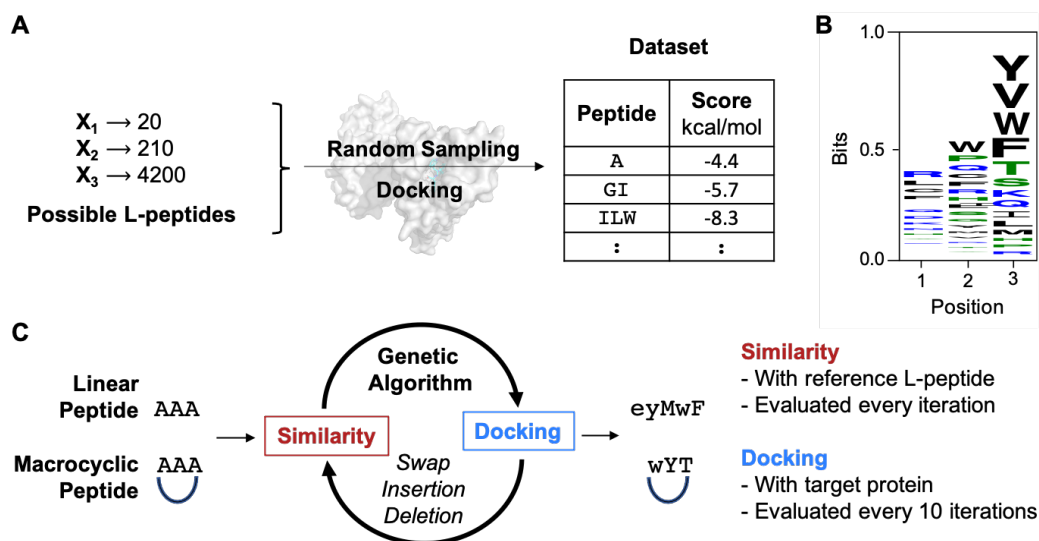 A
X₁ → 20
X₂ → 210
X₃ → 4200
Possible L-peptides
Random Sampling
Docking
Dataset
Peptide Score
kcal/mol
A -4.4
GI -5.7
ILW -8.3
: :
B
1.0
0.5
0.0
Bits
W
Y
V
W
F
T
S
K
Q
1 2 3
Position
C
Linear
Peptide AAA
Macrocyclic
Peptide AAA
Similarity
Genetic
Algorithm
Docking
Swap
Insertion
Deletion
eyMwF
wYT
Similarity
- With reference L-peptide
- Evaluated every iteration
Docking
- With target protein
- Evaluated every 10 iterations